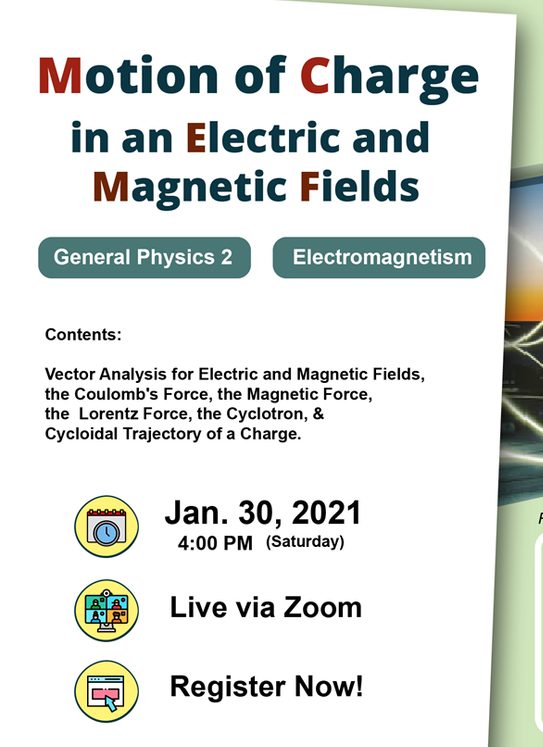 Motion of Charge
in an Electric and
Magnetic Fields
General Physics 2
Electromagnetism
Contents:
Vector Analysis for Electric and Magnetic Fields,
the Coulomb's Force, the Magnetic Force,
the Lorentz Force, the Cyclotron, &
Cycloidal Trajectory of a Charge.
Jan. 30, 2021
4:00 PM (Saturday)
Live via Zoom
Register Now!